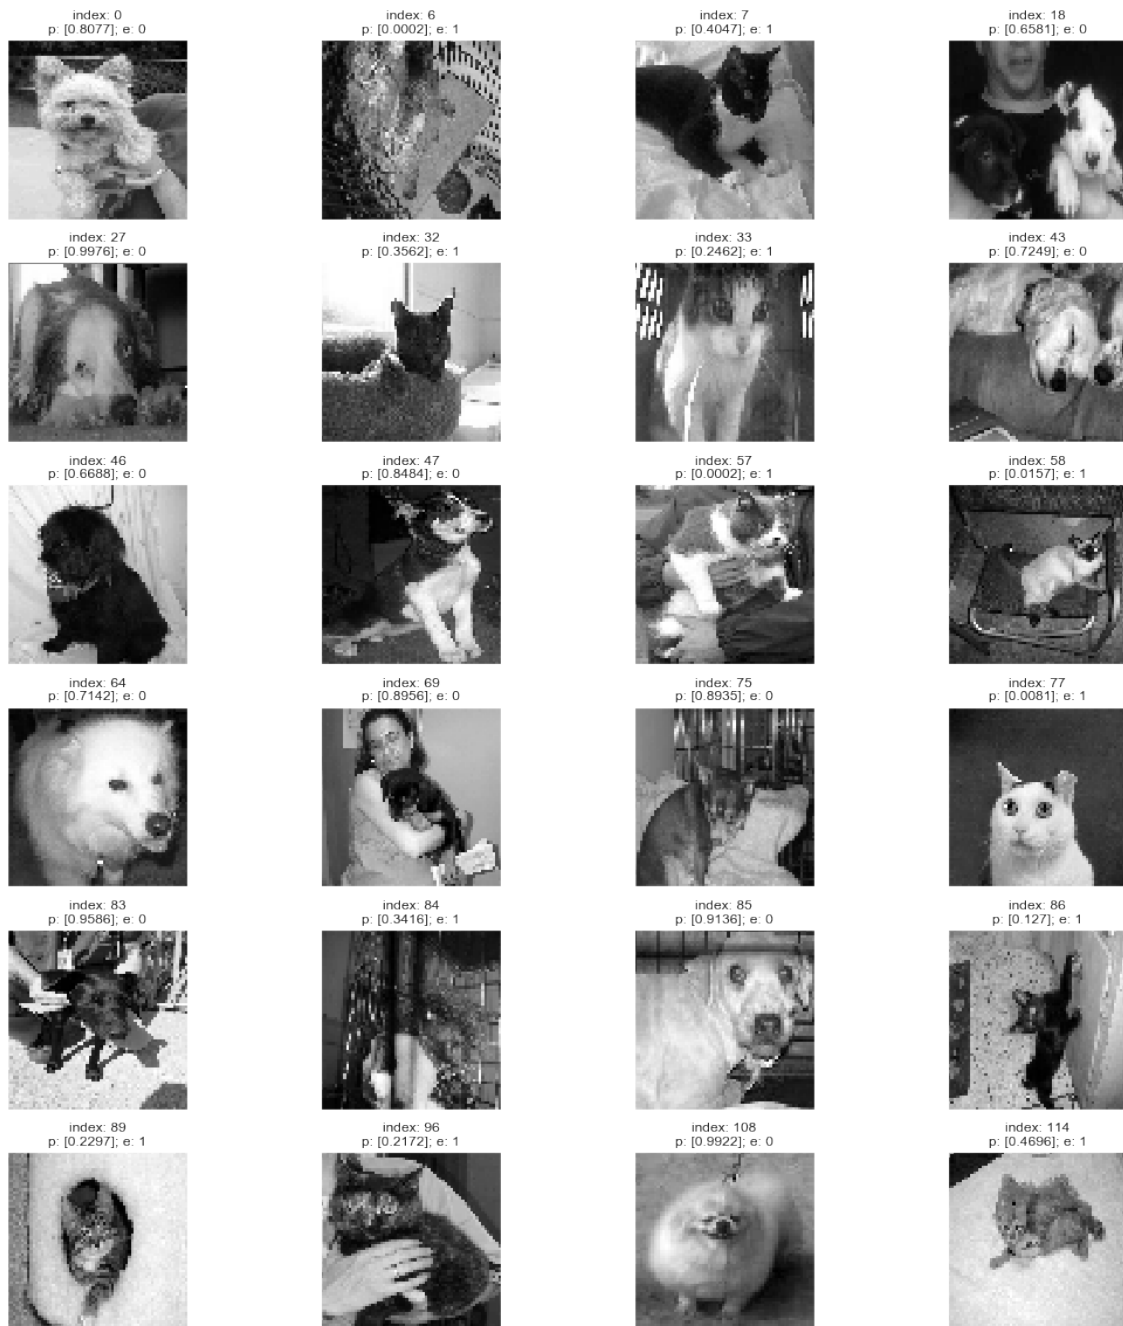 index: 0
p: [0.8077]; e: 0
index: 6
p: [0.0002]; e: 1
index: 7
p: [0.4047]; e: 1
index: 18
p: [0.6581]; e: 0
index: 27
p: [0.9976]; e: 0
index: 32
p: [0.3562]; e: 1
index: 33
p: [0.2462]; e: 1
index: 43
p: [0.7249]; e: 0
index: 46
p: [0.6688]; e: 0
index: 47
p: [0.8484]; e: 0
index: 57
p: [0.0002]; e: 1
index: 58
p: [0.0157]; e: 1
index: 64
p: [0.7142]; e: 0
index: 69
p: [0.8956]; e: 0
index: 75
p: [0.8935]; e: 0
index: 77
p: [0.0081]; e: 1
index: 83
p: [0.9586]; e: 0
index: 84
p: [0.3416]; e: 1
index: 85
p: [0.9136]; e: 0
index: 86
p: [0.127]; e: 1
index: 89
p: [0.2297]; e: 1
index: 96
p: [0.2172]; e: 1
index: 108
p: [0.9922]; e: 0
index: 114
p: [0.4696]; e: 1